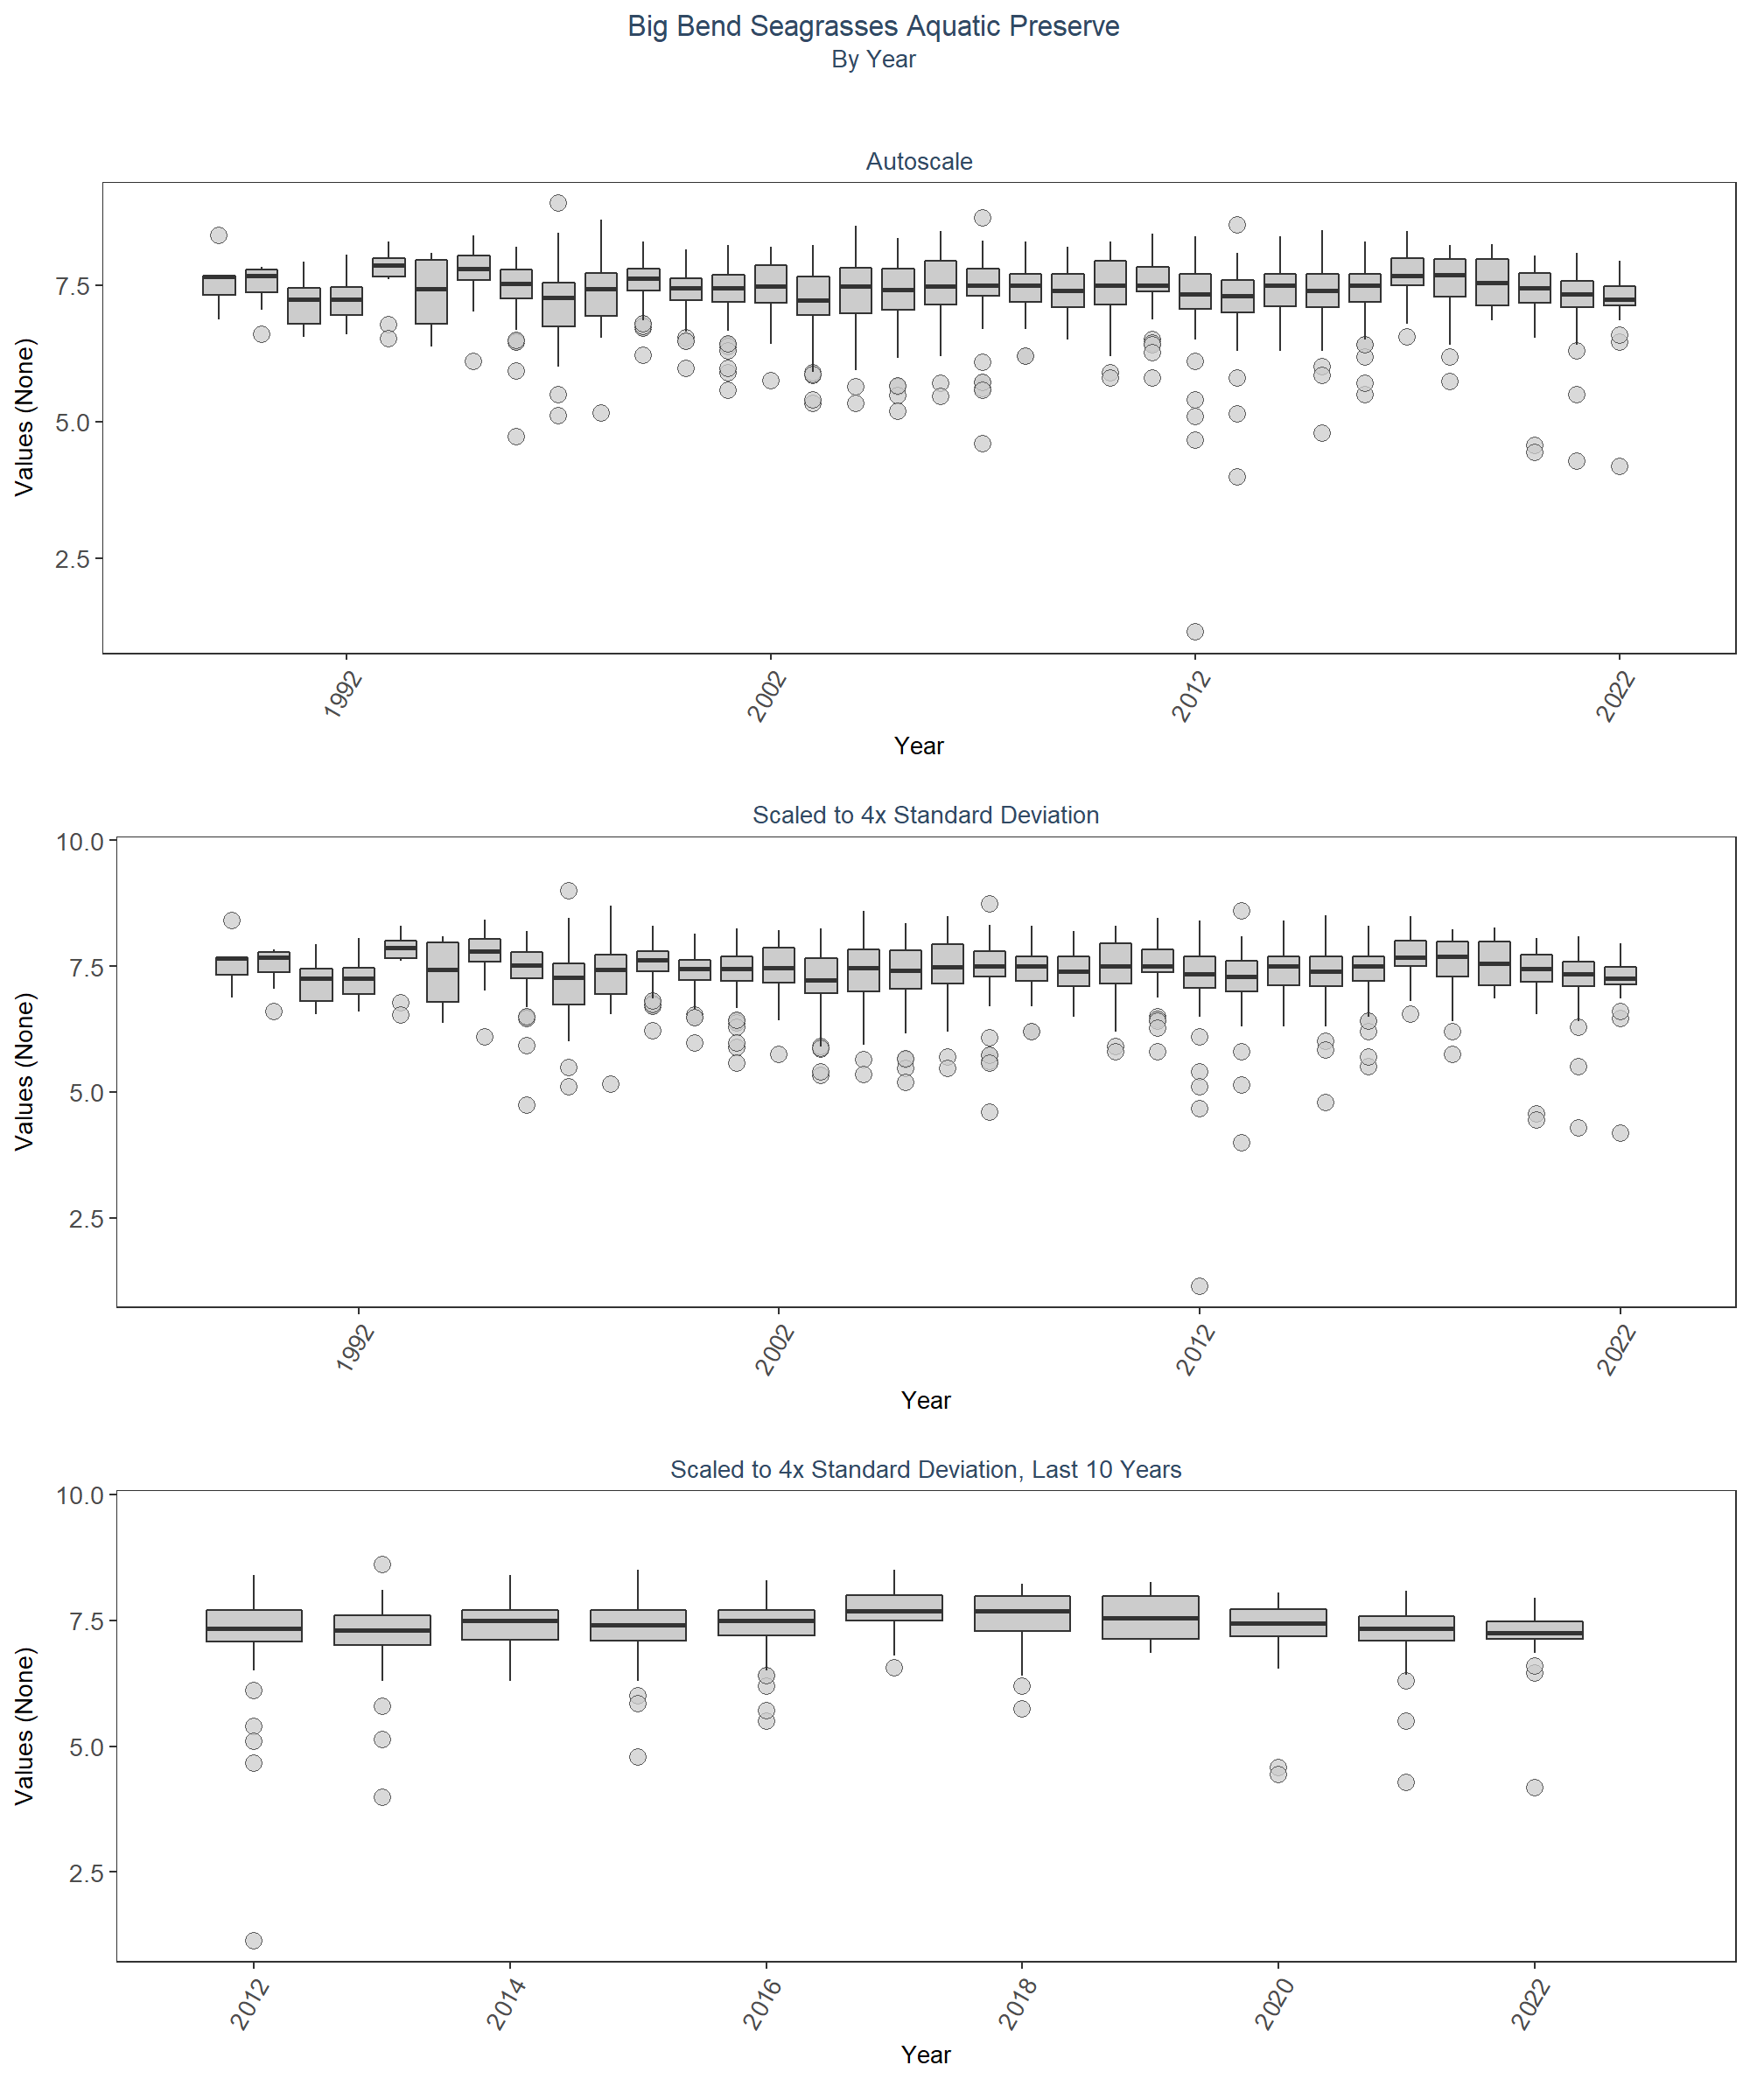 Big Bend Seagrasses Aquatic Preserve
By Year
Autoscale
7.5
5.0
2.5
Values (None)
1992
2002
2012
2022
Year
Scaled to 4x Standard Deviation
10.0
7.5
5.0
2.5
Values (None)
1992
2002
2012
2022
Year
Scaled to 4x Standard Deviation, Last 10 Years
10.0
7.5
5.0
2.5
Values (None)
2012
2014
2016
2018
2020
2022
Year